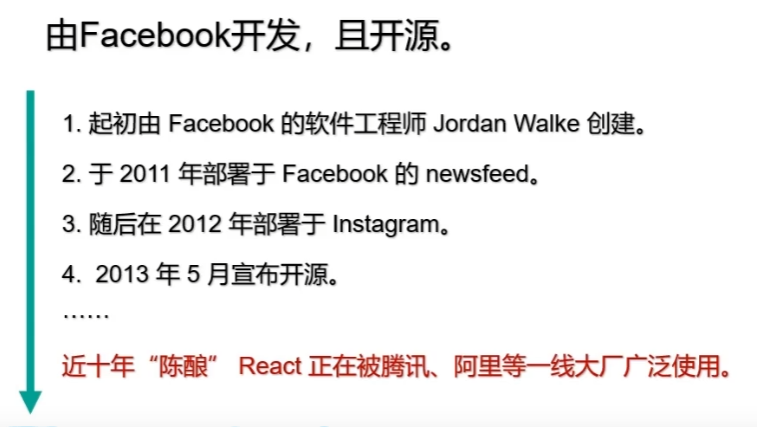 由Facebook开发，且开源。
1. 起初由 Facebook 的软件工程师 Jordan Walke 创建。
2. 于 2011 年部署于 Facebook 的 newsfeed。
3. 随后在 2012 年部署于 Instagram。
4. 2013 年 5 月宣布开源。
……
近十年“陈酿” React 正在被腾讯、阿里等一线大厂广泛使用。